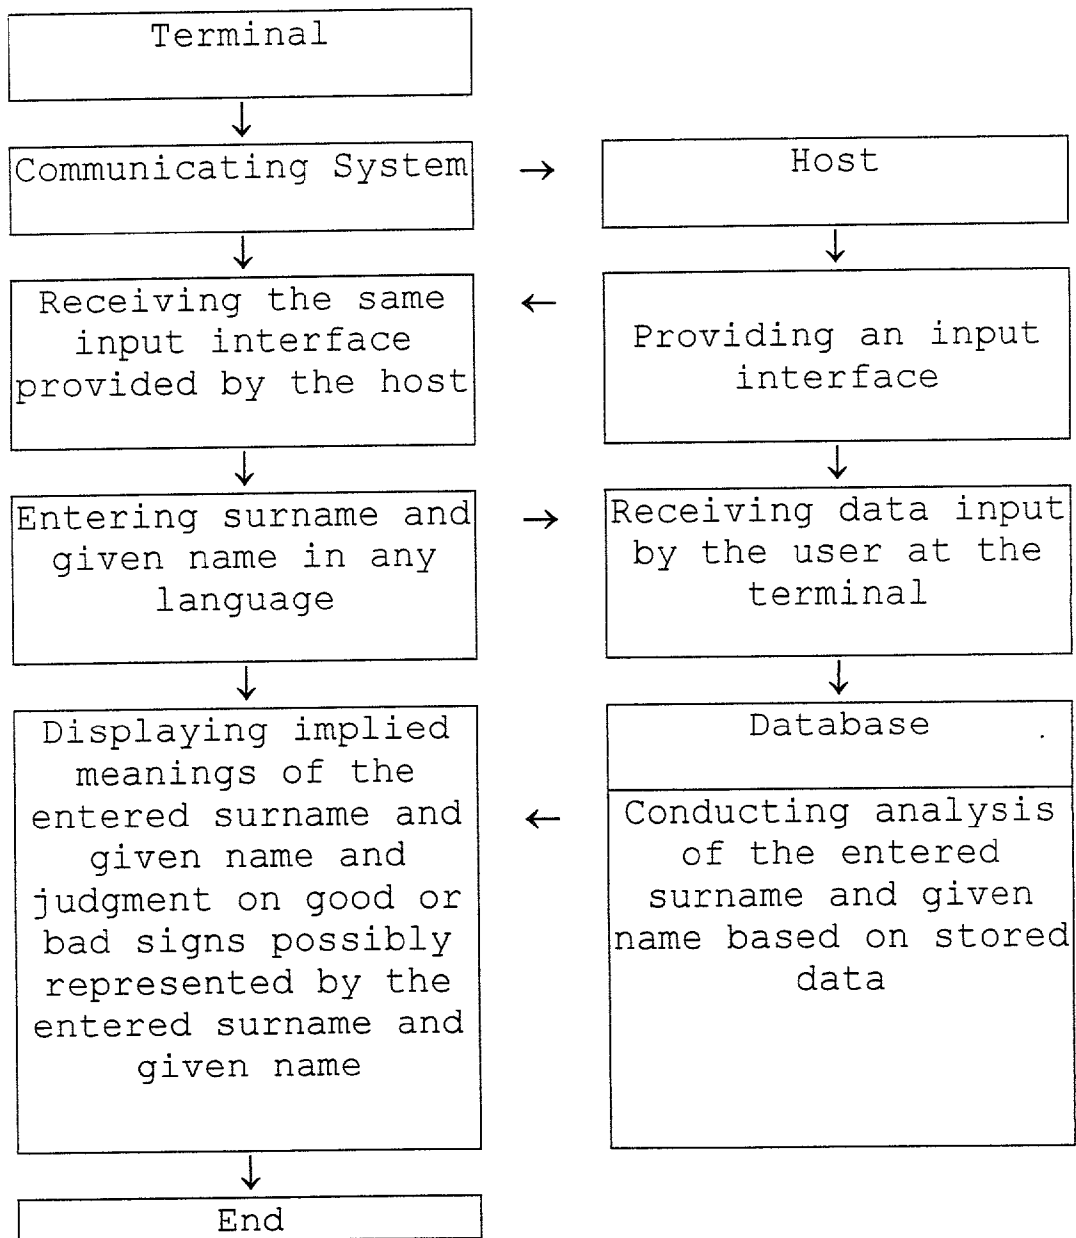 Terminal
Communicating System → Host
Receiving the same
input interface
provided by the host
←
Providing an input
interface
Entering surname and
given name in any
language
→
Receiving data input
by the user at the
terminal
Displaying implied
meanings of the
entered surname and
given name and
judgment on good or
bad signs possibly
represented by the
entered surname and
given name
←
Database
Conducting analysis
of the entered
surname and given
name based on stored
data
End